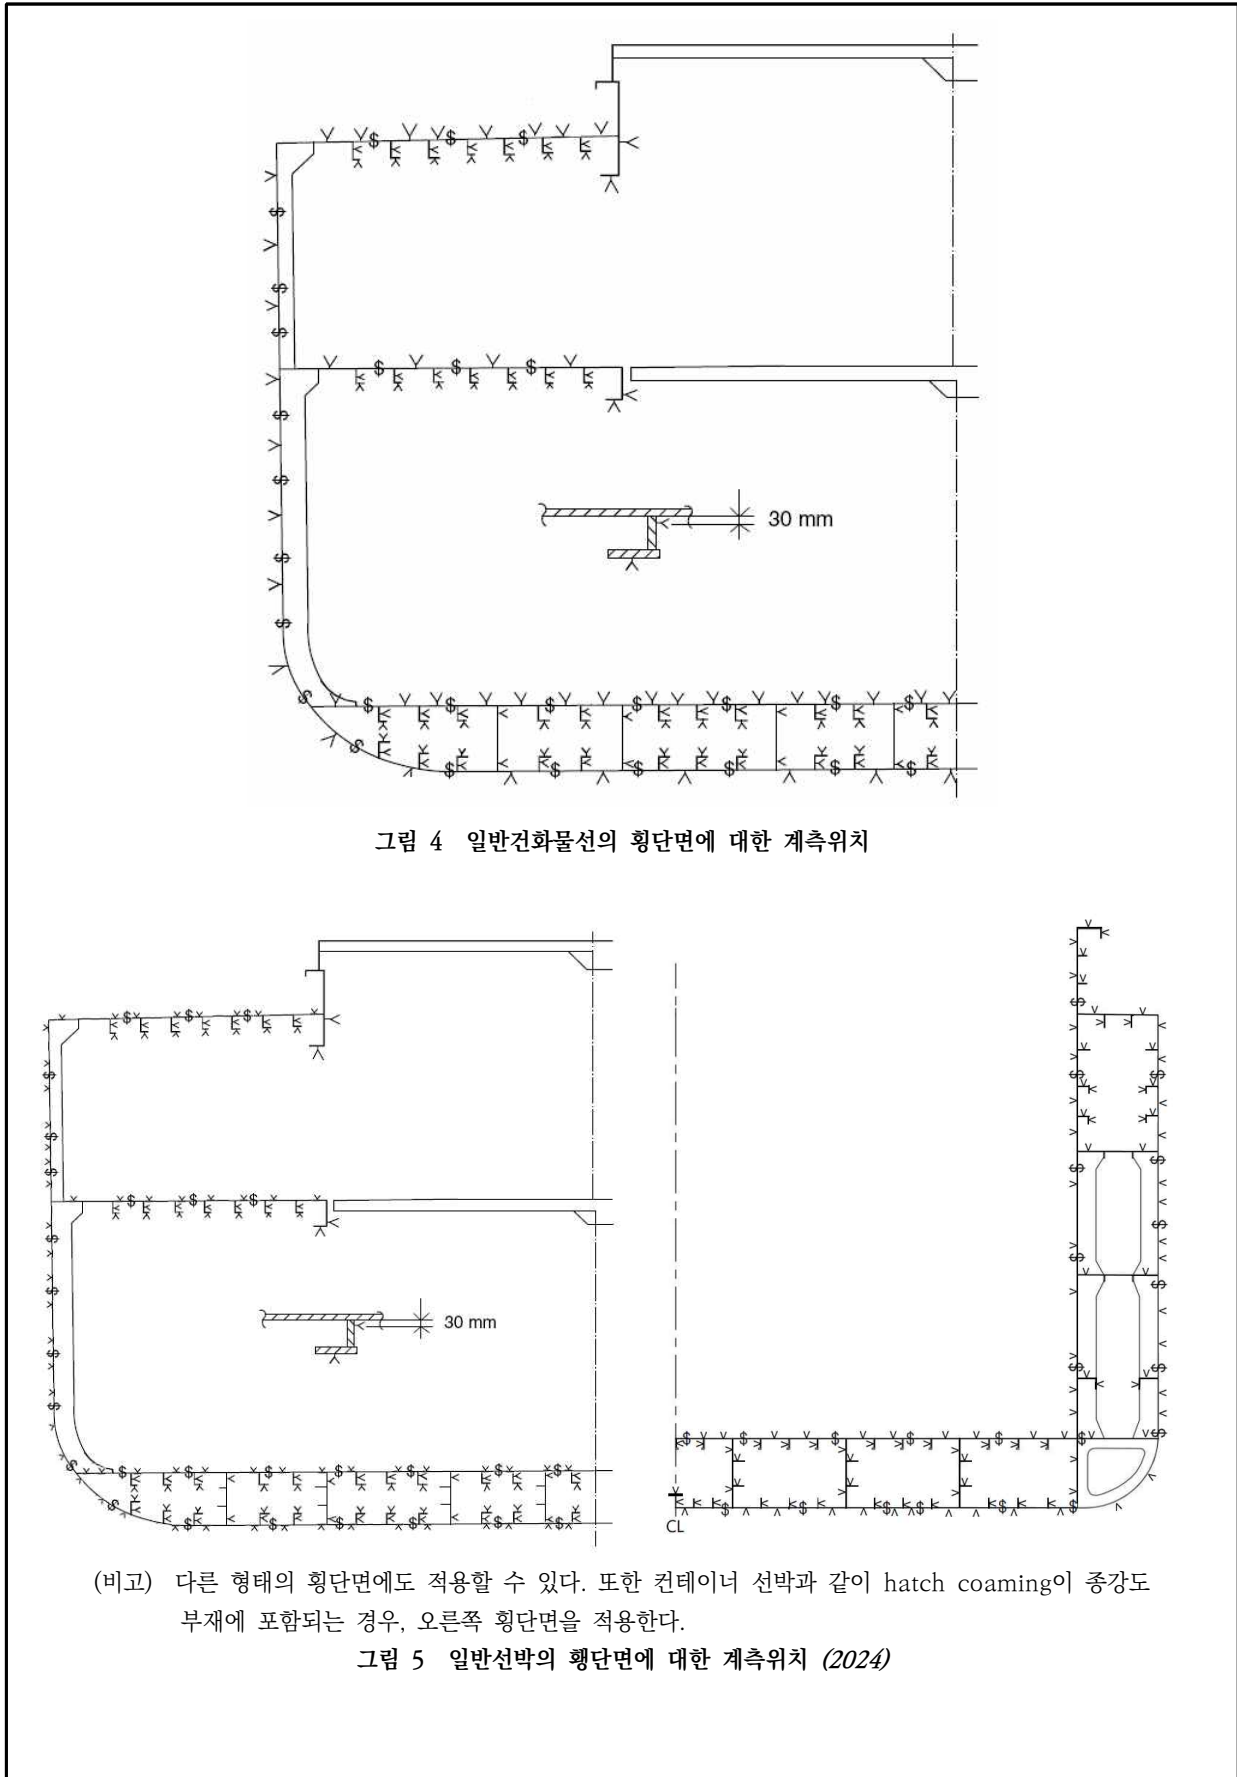 30 mm
그림 4 일반건화물선의 횡단면에 대한 계측위치
30 mm
CL
(비고) 다른 형태의 횡단면에도 적용할 수 있다. 또한 컨테이너 선박과 같이 hatch coaming이 종강도
부재에 포함되는 경우, 오른쪽 횡단면을 적용한다.
그림 5 일반선박의 횡단면에 대한 계측위치 (2024)